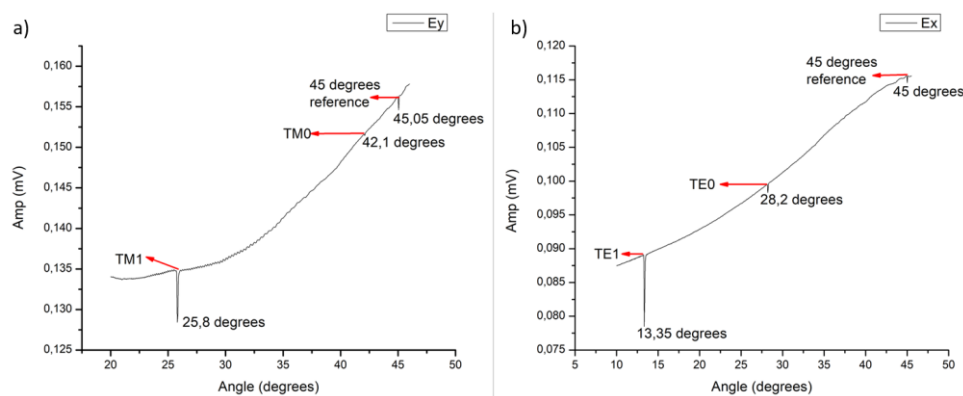 a)
Ey
0,160
0,155
0,150
0,145
0,140
0,135
0,130
0,125
Amp (mV)
45 degrees
reference
45,05 degrees
TM0
42,1 degrees
TM1
25,8 degrees
15
20
25
30
35
40
45
50
Angle (degrees)
b)
Ex
0,120
0,115
0,110
0,105
0,100
0,095
0,090
0,085
0,080
0,075
Amp (mV)
45 degrees
reference
45 degrees
TE0
28,2 degrees
TE1
13,35 degrees
5
10
15
20
25
30
35
40
45
50
Angle (degrees)